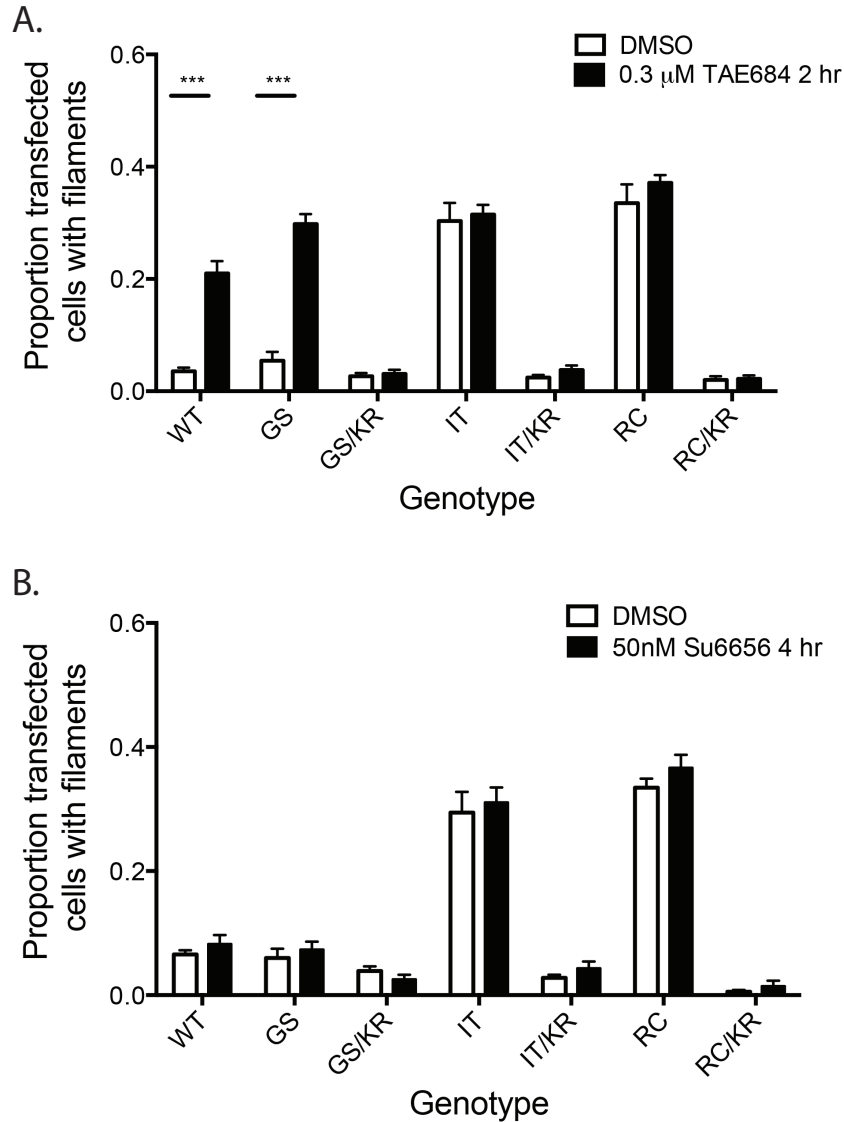 A.
0.6
0.4
0.2
0.0
Proportion transfected
cells with filaments
*** ***
DMSO
0.3 μM TAE684 2 hr
WT GS GS/KR IT IT/KR RC RC/KR
Genotype
B.
0.6
0.4
0.2
0.0
Proportion transfected
cells with filaments
DMSO
50nM Su6656 4 hr
WT GS GS/KR IT IT/KR RC RC/KR
Genotype